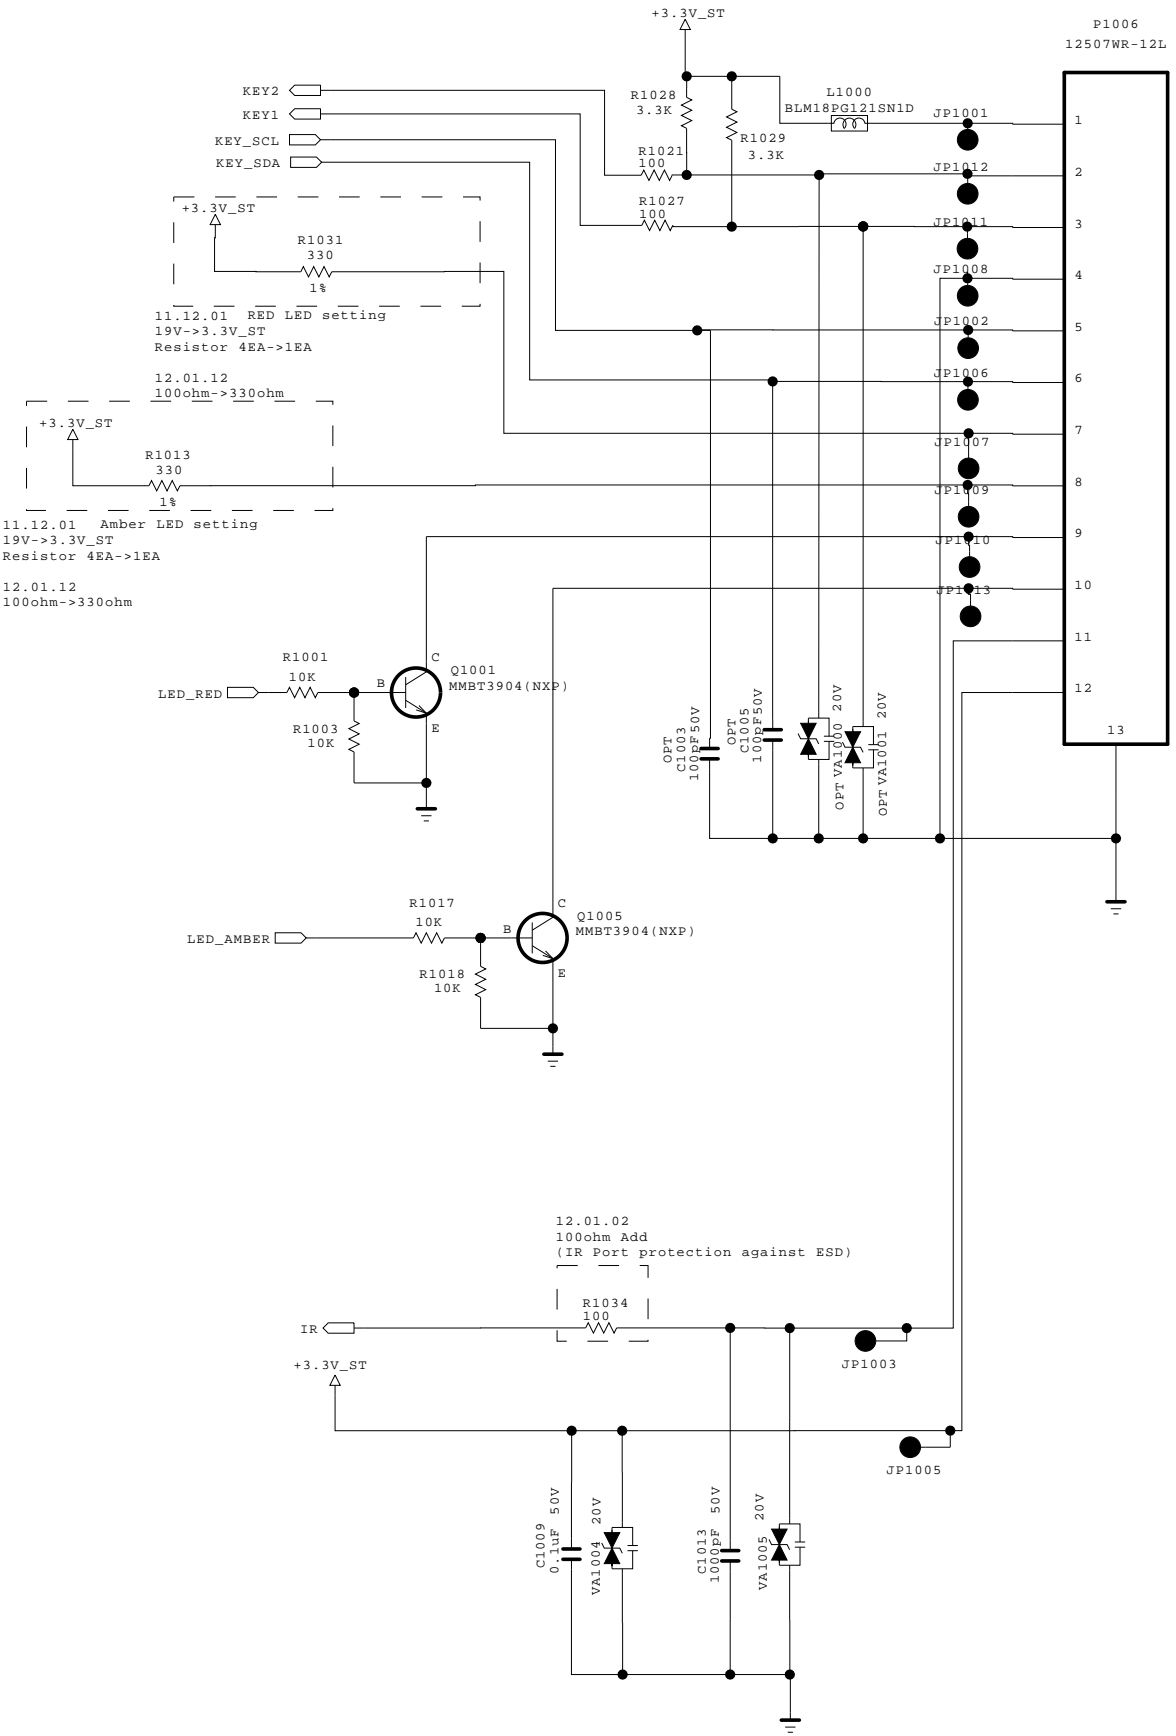 +3.3V_ST
P1006
12507WR-12L
KEY2
KEY1
KEY_SCL
KEY_SDA
R1028
3.3K
R1029
3.3K
L1000
BLM18PG121SN1D
R1021
100
R1027
100
JP1001
JP1012
JP1011
JP1008
JP1002
JP1006
JP1007
JP1009
JP1010
JP1013
1
2
3
4
5
6
7
8
9
10
11
12
13
+3.3V_ST
R1031
330
1%
11.12.01 RED LED setting
19V->3.3V_ST
Resistor 4EA->1EA
12.01.12
100ohm->330ohm
+3.3V_ST
R1013
330
1%
11.12.01 Amber LED setting
19V->3.3V_ST
Resistor 4EA->1EA
12.01.12
100ohm->330ohm
LED_RED
R1001
10K
R1003
10K
B
C
E
Q1001
MMBT3904(NXP)
OPT
C1003
100pF 50V
OPT
C1005
100pF 50V
OPT VA1000 20V
OPT VA1001 20V
LED_AMBER
R1017
10K
R1018
10K
B
C
E
Q1005
MMBT3904(NXP)
12.01.02
100ohm Add
(IR Port protection against ESD)
R1034
100
IR
JP1003
+3.3V_ST
JP1005
C1009
0.1uF 50V
VA1004 20V
C1013
1000pF 50V
VA1005 20V